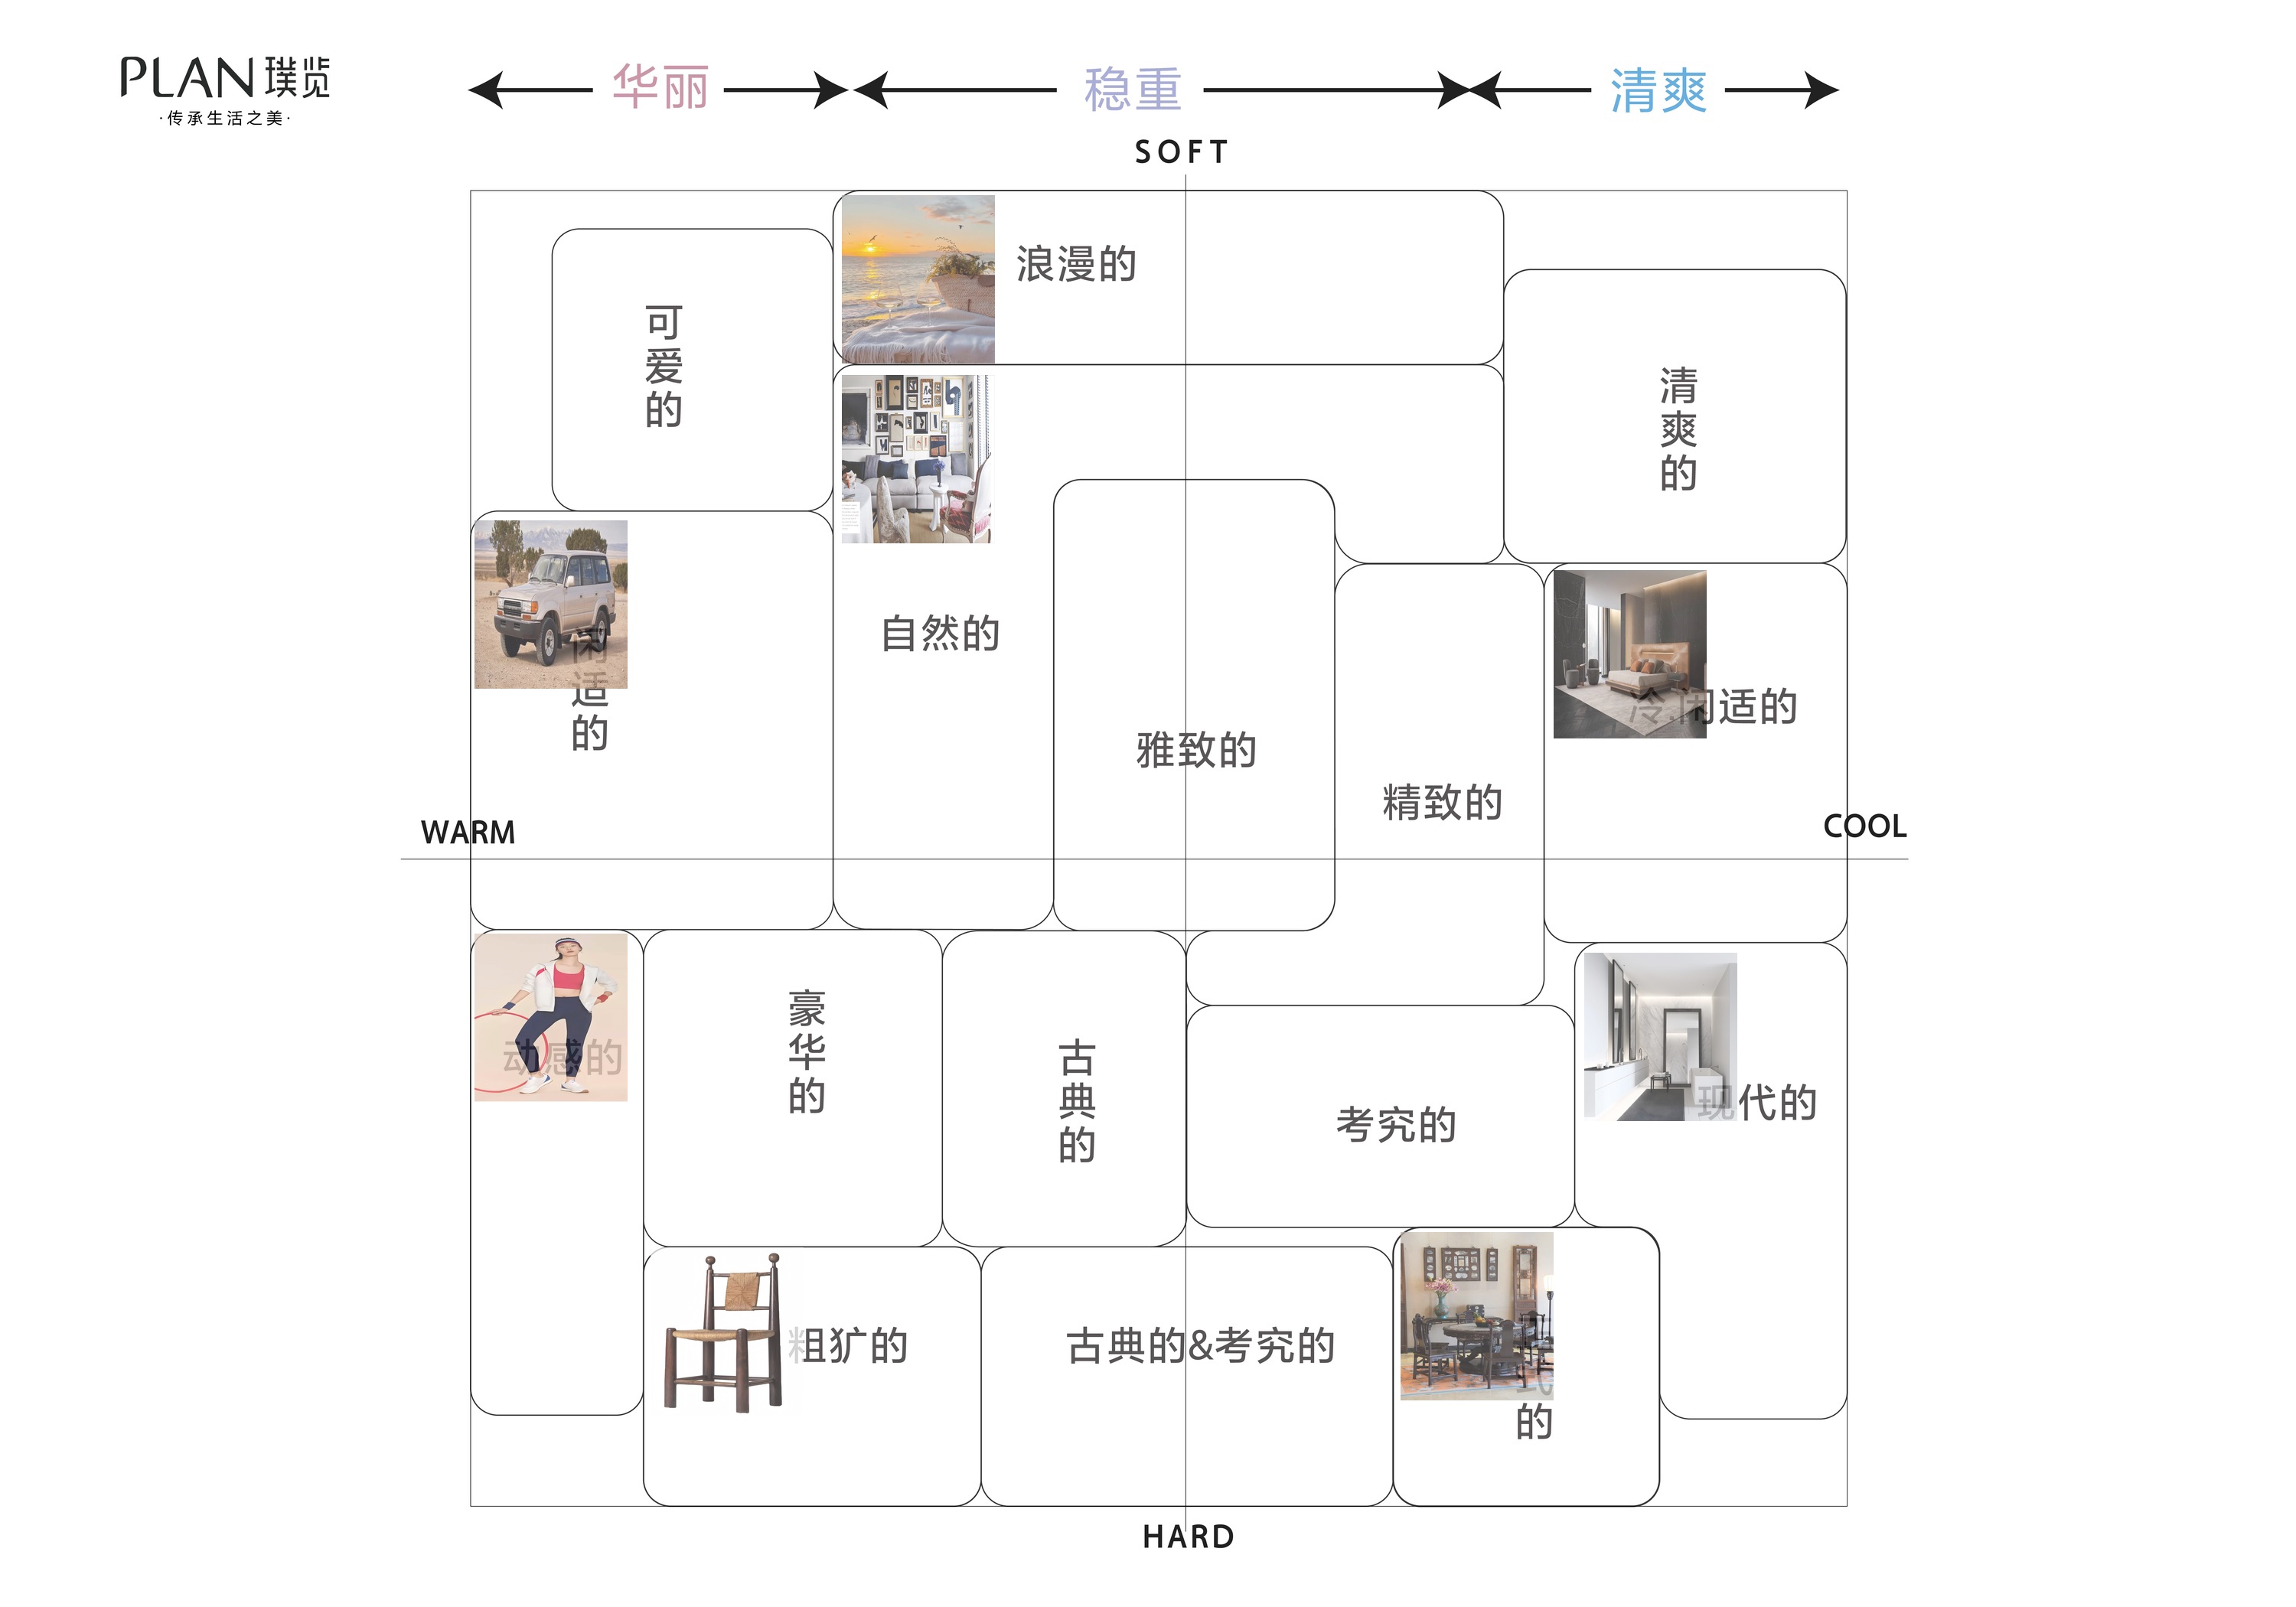 PLAN 璞览
·传承生活之美·
华丽
稳重
清爽
SOFT
浪漫的
可爱的
清爽的
自然的
闲适的
冷.闲适的
雅致的
精致的
WARM
COOL
豪华的
动感的
古典的
考究的
现代的
粗犷的
古典的&考究的
式的
HARD